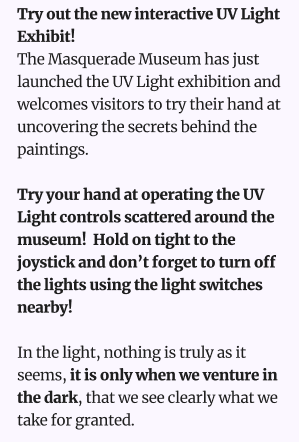 Try out the new interactive UV Light
Exhibit!
The Masquerade Museum has just
launched the UV Light exhibition and
welcomes visitors to try their hand at
uncovering the secrets behind the
paintings.
Try your hand at operating the UV
Light controls scattered around the
museum!  Hold on tight to the
joystick and don’t forget to turn off
the lights using the light switches
nearby!
In the light, nothing is truly as it
seems, it is only when we venture in
the dark, that we see clearly what we
take for granted.